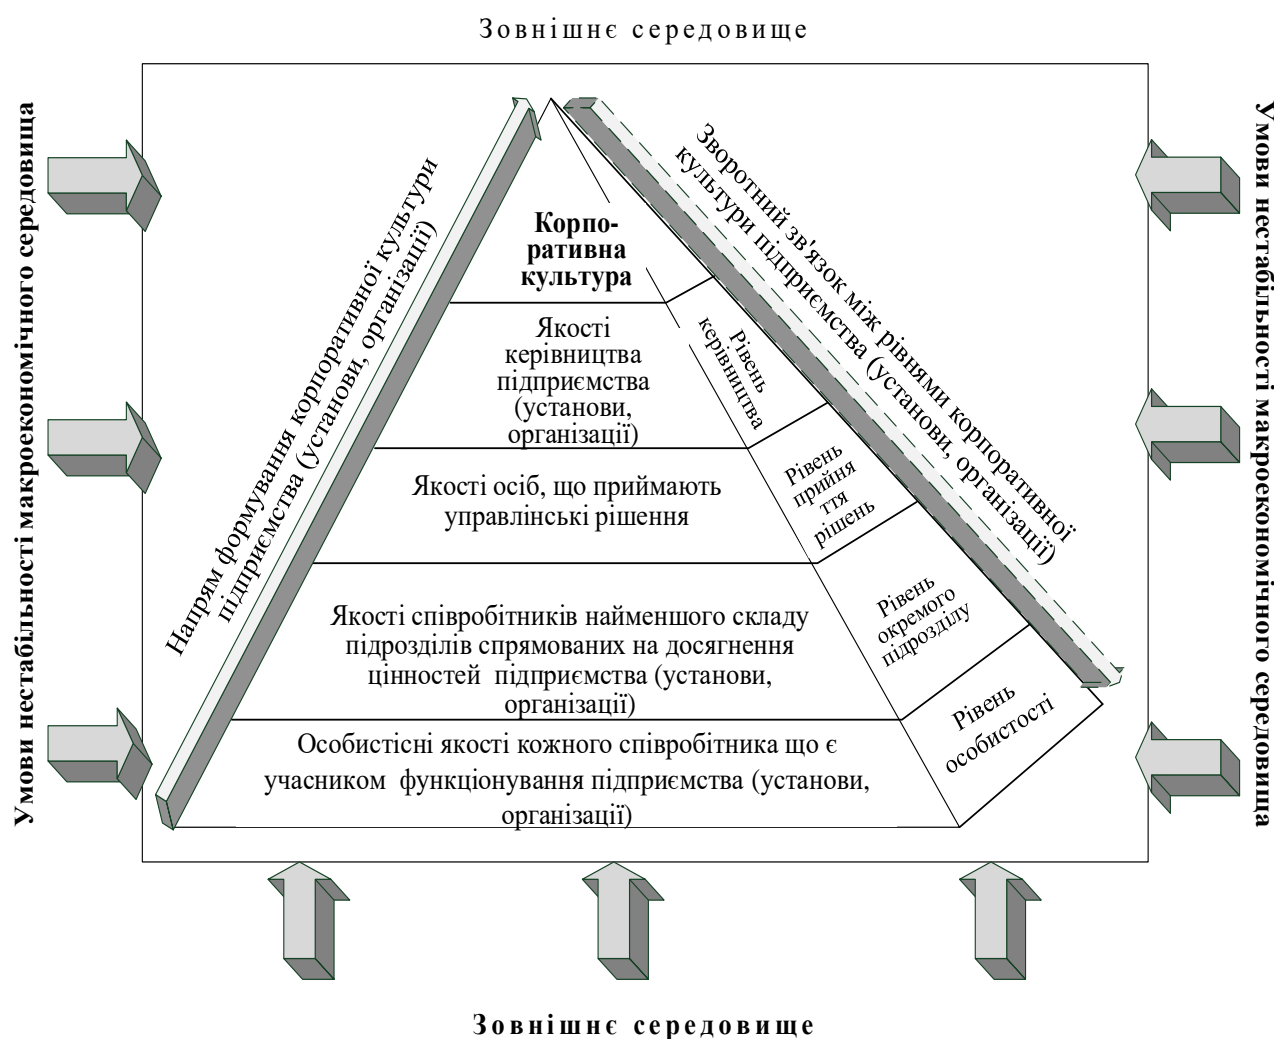 Зовнішнє середовище
Умови нестабільності макроекономічного середовища
Напрям формування корпоративної культури
підприємства (установи, організації)
Корпо-
ративна
культура
Зворотний зв'язок між рівнями корпоративної
культури підприємства (установи, організації)
Умови нестабільності макроекономічного середовища
Якості
керівництва
підприємства
(установи,
організації)
Рівень
керівництва
Якості осіб, що приймають
управлінські рішення
Рівень
прийня
ття
рішень
Якості співробітників найменшого складу
підрозділів спрямованих на досягнення
цінностей підприємства (установи,
організації)
Рівень
окремого
підрозділу
Особистісні якості кожного співробітника що є
учасником функціонування підприємства (установи,
організації)
Рівень
особистості
Зовнішнє середовище